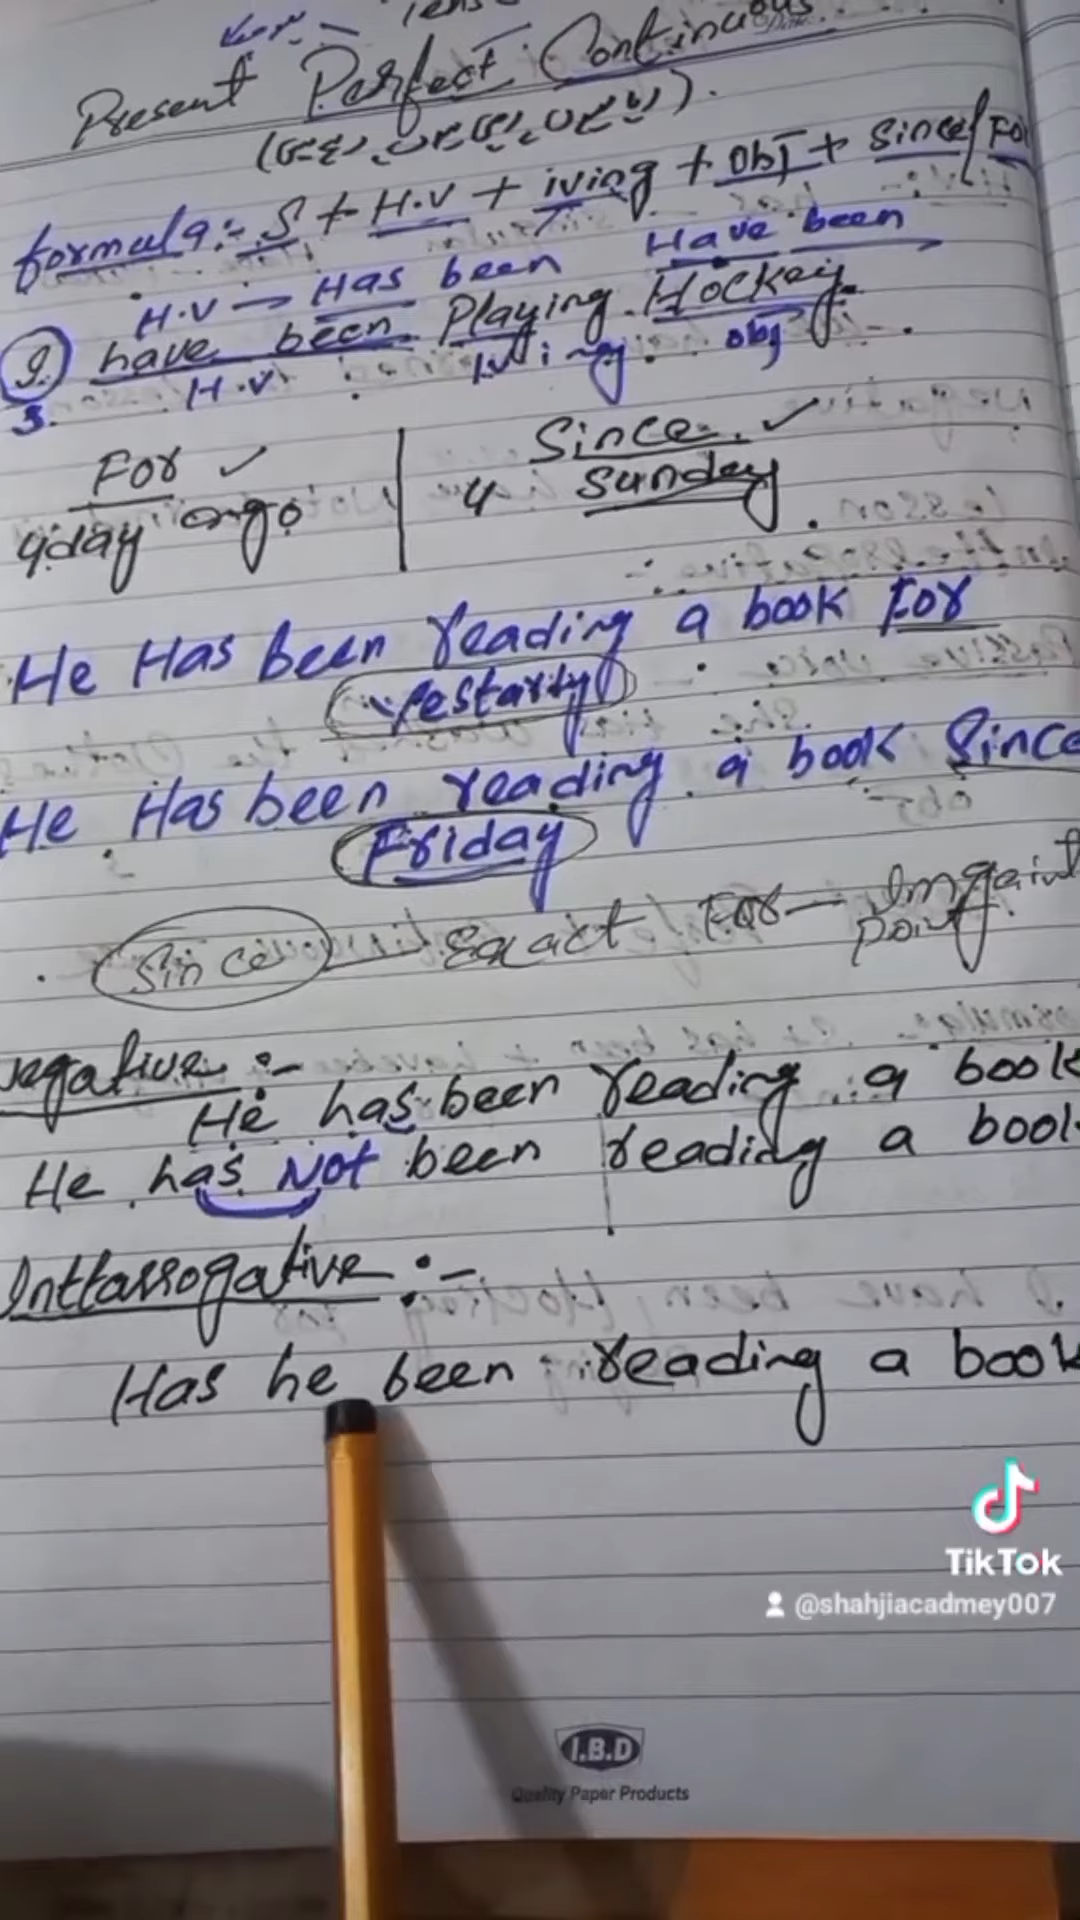 Present Perfect Continuous
formula:- S + H.V + iving + obj + Since/For
H.V → Has been Have been
I have been Playing Hockey.
S. H.V Iving. obj
For ✓ Since ✓
4day ago 4 Sunday
He Has been reading a book For
Yestarty
He Has been reading a book Since
Friday
Since — Exact For —
Point
negative :-
He has been reading a book
He has Not been reading a book
Inttarrogative :-
Has he been reading a book
TikTok
@shahjiacadmey007
I.B.D
Quality Paper Products